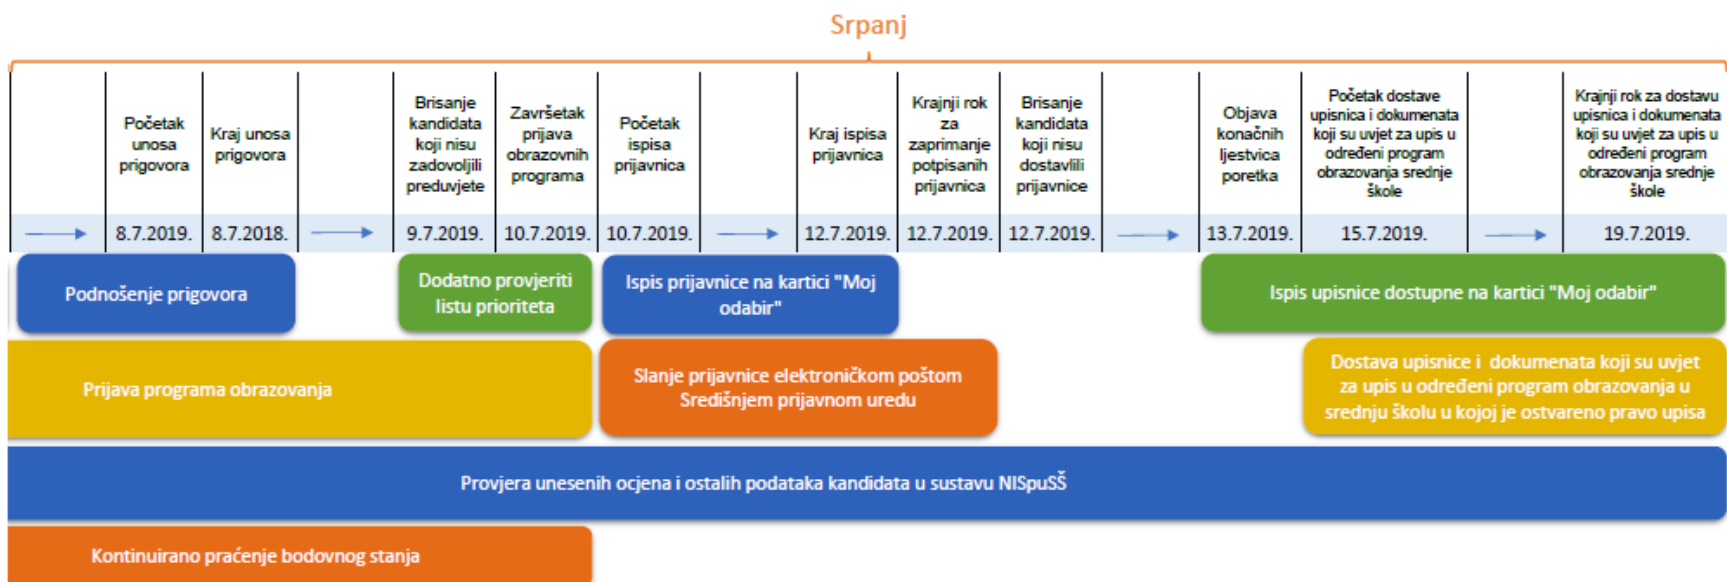 Srpanj
Početak
unosa
prigovora
Kraj unosa
prigovora
Brisanje
kandidata
koji nisu
zadovoljili
preduvjete
Završetak
prijava
obrazovnih
programa
Početak
ispisa
prijavnica
Kraj ispisa
prijavnica
Krajnji rok
za
zaprimanje
potpisanih
prijavnica
Brisanje
kandidata
koji nisu
dostavlili
prijavnice
Objava
konačnih
ljestvica
poretka
Početak dostave
upisnica i dokumenata
koji su uvjet za upis u
određeni program
obrazovanja srednje
škole
Krajnji rok za dostavu
upisnica i dokumenata
koji su uvjet za upis u
određeni program
obrazovanja srednje
škole
8.7.2019.
8.7.2018.
9.7.2019.
10.7.2019.
10.7.2019.
12.7.2019.
12.7.2019.
12.7.2019.
13.7.2019.
15.7.2019.
19.7.2019.
Podnošenje prigovora
Dodatno provjeriti
listu prioriteta
Ispis prijavnice na kartici "Moj
odabir"
Ispis upisnice dostupne na kartici "Moj odabir"
Prijava programa obrazovanja
Slanje prijavnice elektroničkom poštom
Središnjem prijavnom uredu
Dostava upisnice i dokumenata koji su uvjet
za upis u određeni program obrazovanja u
srednju školu u kojoj je ostvareno pravo upisa
Provjera unesenih ocjena i ostalih podataka kandidata u sustavu NISpuSŠ
Kontinuirano praćenje bodovnog stanja